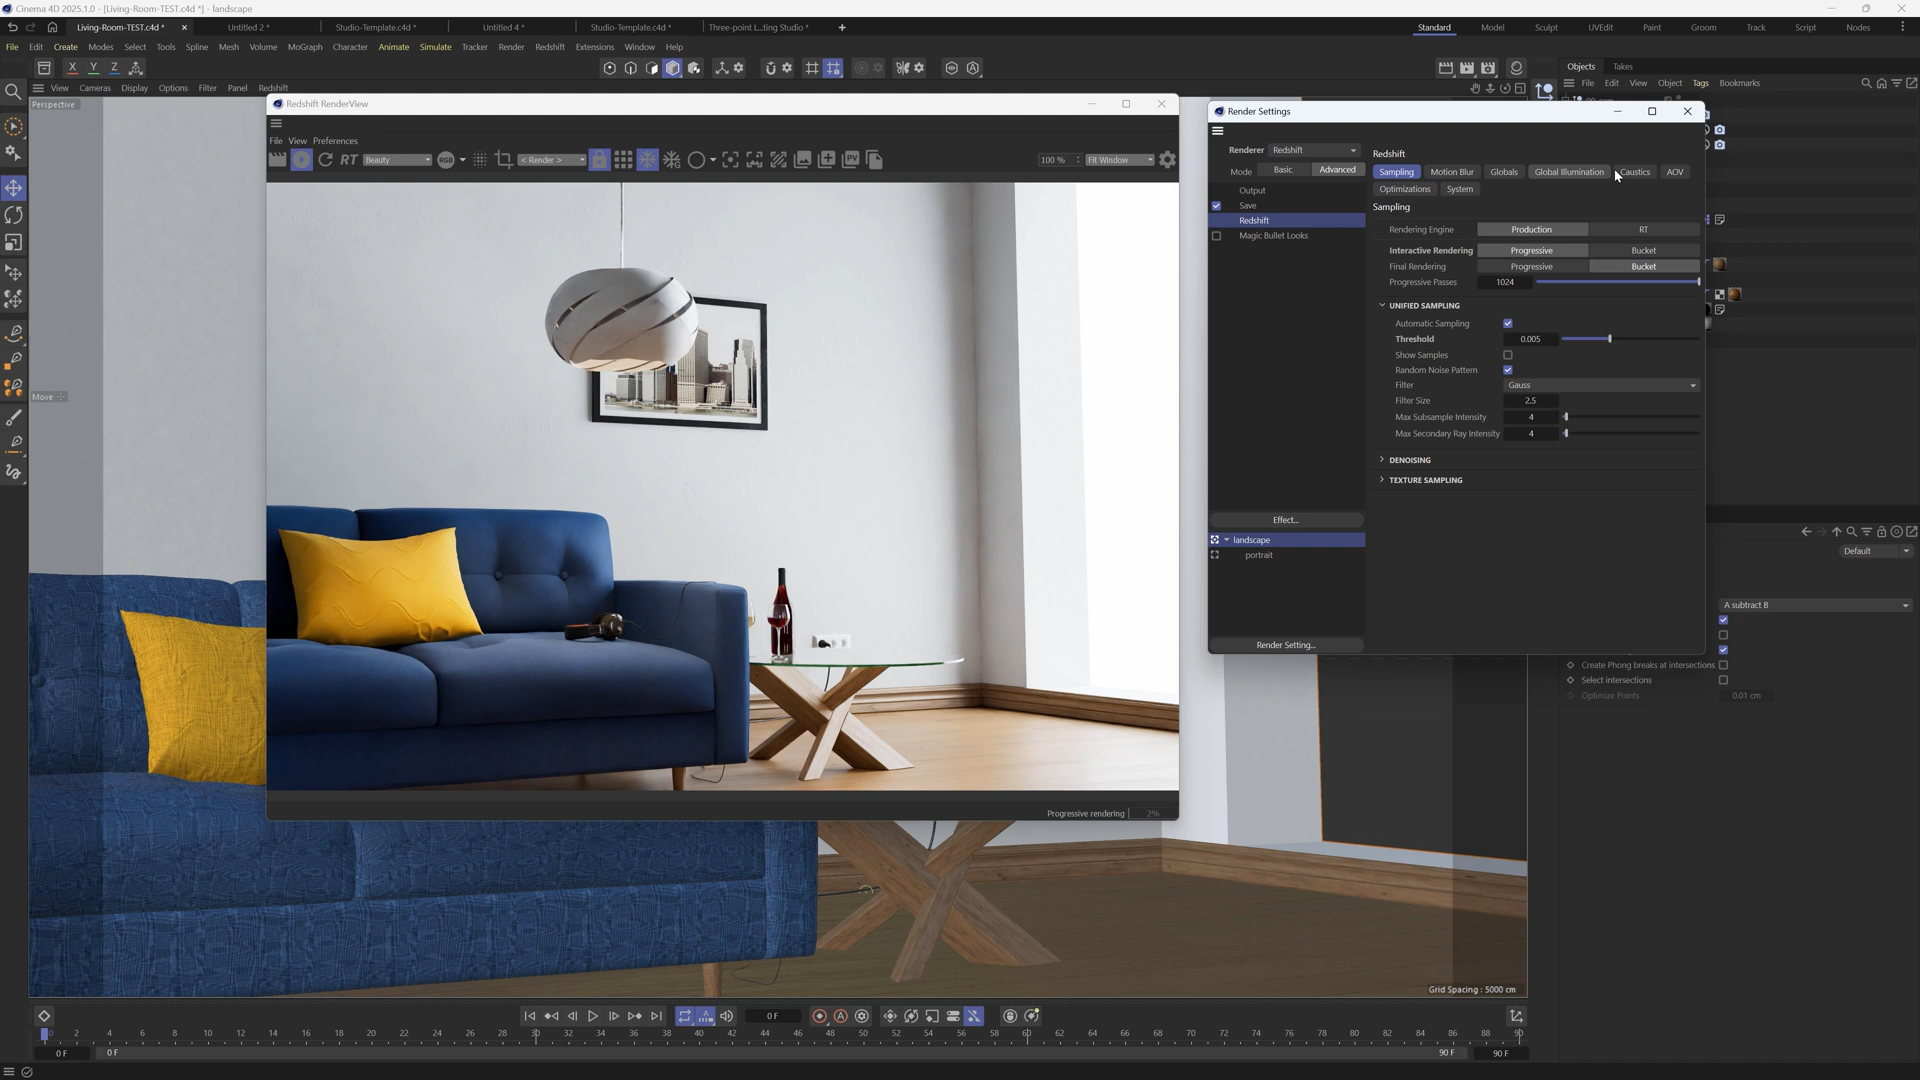 Cinema 4D 2025.1.0 - [Living-Room-TEST.c4d *] - landscape
Living-Room-TEST.c4d *
Untitled 2 *
Studio-Template.c4d *
Untitled 4 *
Studio-Template.c4d *
Three-point L...ting Studio *
Standard Model Sculpt UVEdit Paint Groom Track Script Nodes
File Edit Create Modes Select Tools Spline Mesh Volume MoGraph Character Animate Simulate Tracker Render Redshift Extensions Window Help
X Y Z
Objects Takes
View Cameras Display Options Filter Panel Redshift
File Edit View Object Tags Bookmarks
Perspective
Redshift RenderView
File View Preferences
RT Beauty RGB < Render > PV 100 % Fit Window
Move
Progressive rendering 2%
Render Settings
Renderer Redshift
Mode Basic Advanced
Output
Save
Redshift
Magic Bullet Looks
Effect...
landscape
portrait
Render Setting...
Redshift
Sampling Motion Blur Globals Global Illumination Caustics AOV
Optimizations System
Sampling
Rendering Engine Production RT
Interactive Rendering Progressive Bucket
Final Rendering Progressive Bucket
Progressive Passes 1024
UNIFIED SAMPLING
Automatic Sampling
Threshold 0.005
Show Samples
Random Noise Pattern
Filter Gauss
Filter Size 2.5
Max Subsample Intensity 4
Max Secondary Ray Intensity 4
DENOISING
TEXTURE SAMPLING
Default
A subtract B
Create Phong breaks at intersections
Select intersections
Optimize Points 0.01 cm
Grid Spacing : 5000 cm
0 F
0 2 4 6 8 10 12 14 16 18 20 22 24 26 28 30 32 34 36 38 40 42 44 46 48 50 52 54 56 58 60 62 64 66 68 70 72 74 76 78 80 82 84 86 88 90
0 F 0 F 90 F 90 F